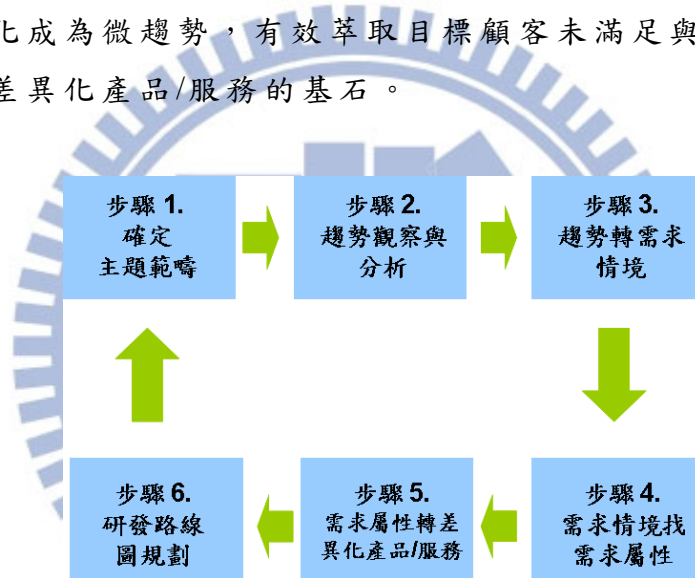 化成為微趨勢，有效萃取目標顧客未滿足與
差異化產品/服務的基石。
步驟 1.
確定
主題範疇
步驟 2.
趨勢觀察與
分析
步驟 3.
趨勢轉需求
情境
步驟 6.
研發路線
圖規劃
步驟 5.
需求屬性轉差
異化產品/服務
步驟 4.
需求情境找
需求屬性